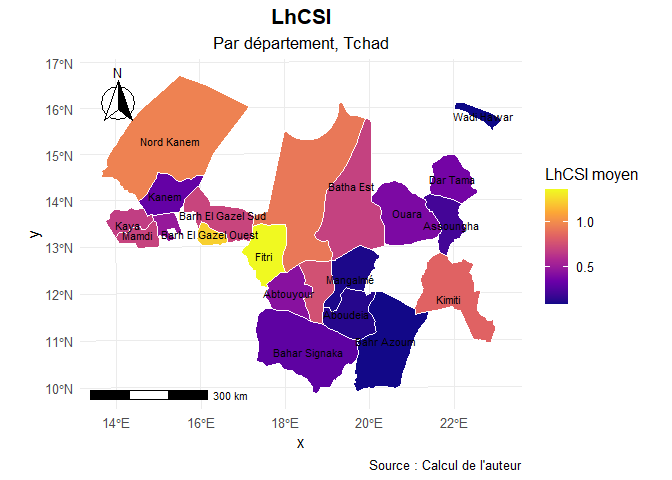 LhCSI
Par département, Tchad
17°N
16°N
15°N
14°N
13°N
12°N
11°N
10°N
y
N
Wadi Hawar
Nord Kanem
Kanem
Batha Est
Dar Tama
Barh El Gazel Sud
Ouara
Kaya
Mamdi
Barh El Gazel Ouest
Assoungha
Fitri
Mangalmé
Abtouyour
Kimiti
Aboudeïa
Bahr Azoum
Bahar Signaka
300 km
14°E
16°E
18°E
20°E
22°E
x
LhCSI moyen
1.0
0.5
Source : Calcul de l'auteur